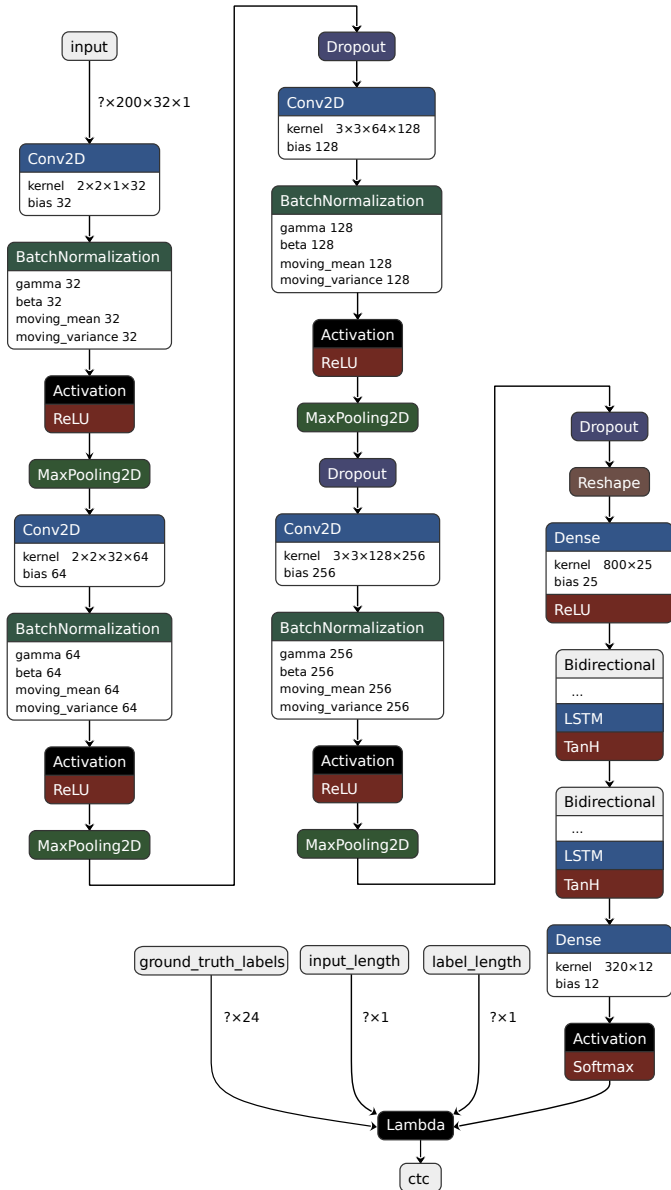 input
?×200×32×1
Conv2D
kernel 2×2×1×32
bias 32
BatchNormalization
gamma 32
beta 32
moving_mean 32
moving_variance 32
Activation
ReLU
MaxPooling2D
Conv2D
kernel 2×2×32×64
bias 64
BatchNormalization
gamma 64
beta 64
moving_mean 64
moving_variance 64
Activation
ReLU
MaxPooling2D
Dropout
Conv2D
kernel 3×3×64×128
bias 128
BatchNormalization
gamma 128
beta 128
moving_mean 128
moving_variance 128
Activation
ReLU
MaxPooling2D
Dropout
Conv2D
kernel 3×3×128×256
bias 256
BatchNormalization
gamma 256
beta 256
moving_mean 256
moving_variance 256
Activation
ReLU
MaxPooling2D
Dropout
Reshape
Dense
kernel 800×25
bias 25
ReLU
Bidirectional
...
LSTM
TanH
Bidirectional
...
LSTM
TanH
Dense
kernel 320×12
bias 12
Activation
Softmax
ground_truth_labels
input_length
label_length
?×24
?×1
?×1
Lambda
ctc